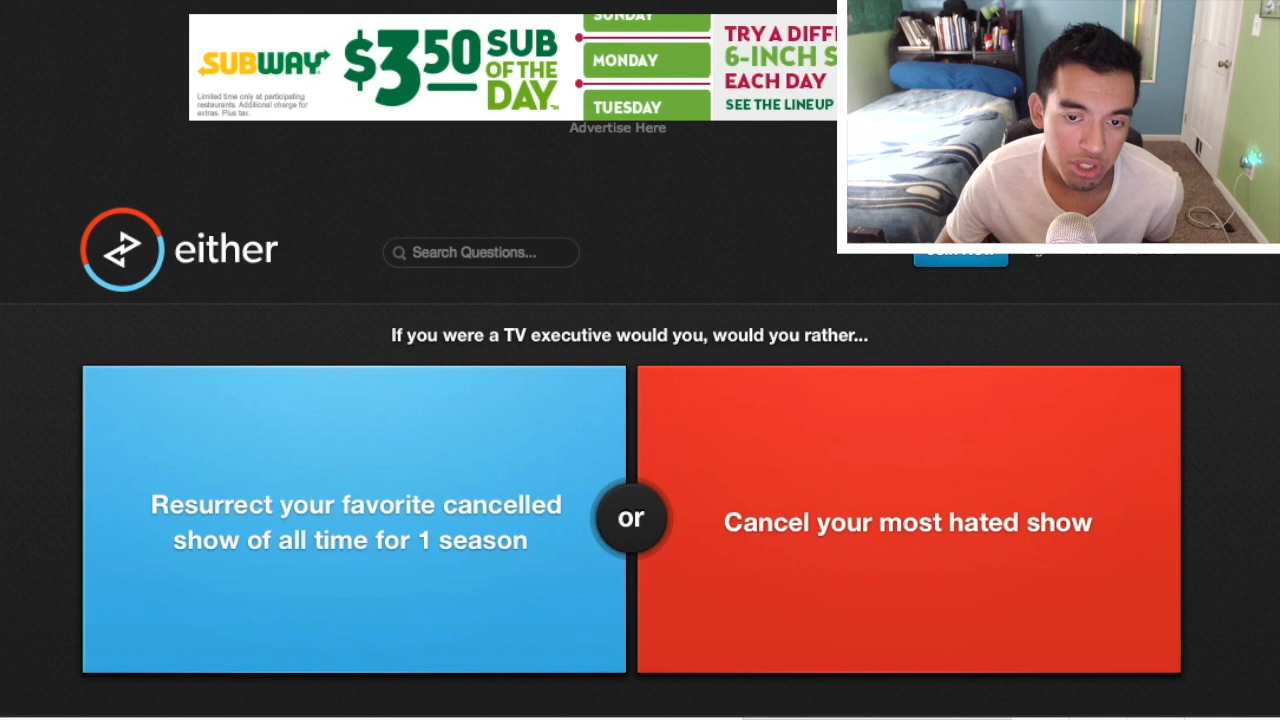 SUBWAY
Limited time only at participating
restaurants. Additional charge for
extras. Plus tax.
$3.50
SUB
OF THE
DAY™
SUNDAY
MONDAY
TUESDAY
TRY A
6-INCH
EACH DAY
SEE THE LINEUP
Advertise Here
either
Search Questions...
Join Now
If you were a TV executive would you, would you rather...
Resurrect your favorite cancelled
show of all time for 1 season
or
Cancel your most hated show